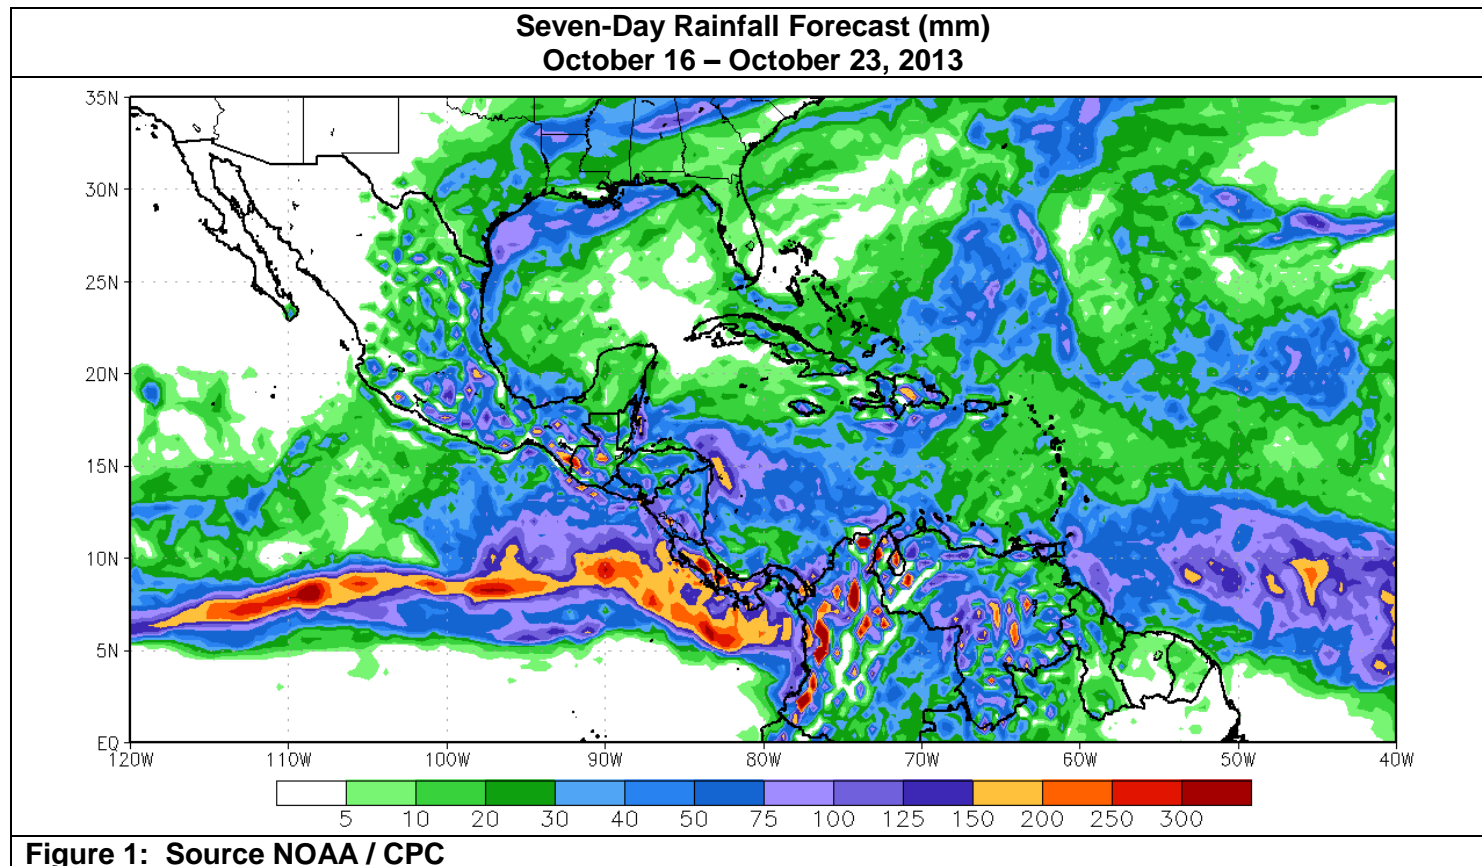 Seven-Day Rainfall Forecast (mm)
October 16 – October 23, 2013
35N
30N
25N
20N
15N
10N
5N
EQ
120W 110W 100W 90W 80W 70W 60W 50W 40W
5 10 20 30 40 50 75 100 125 150 200 250 300
Figure 1: Source NOAA / CPC